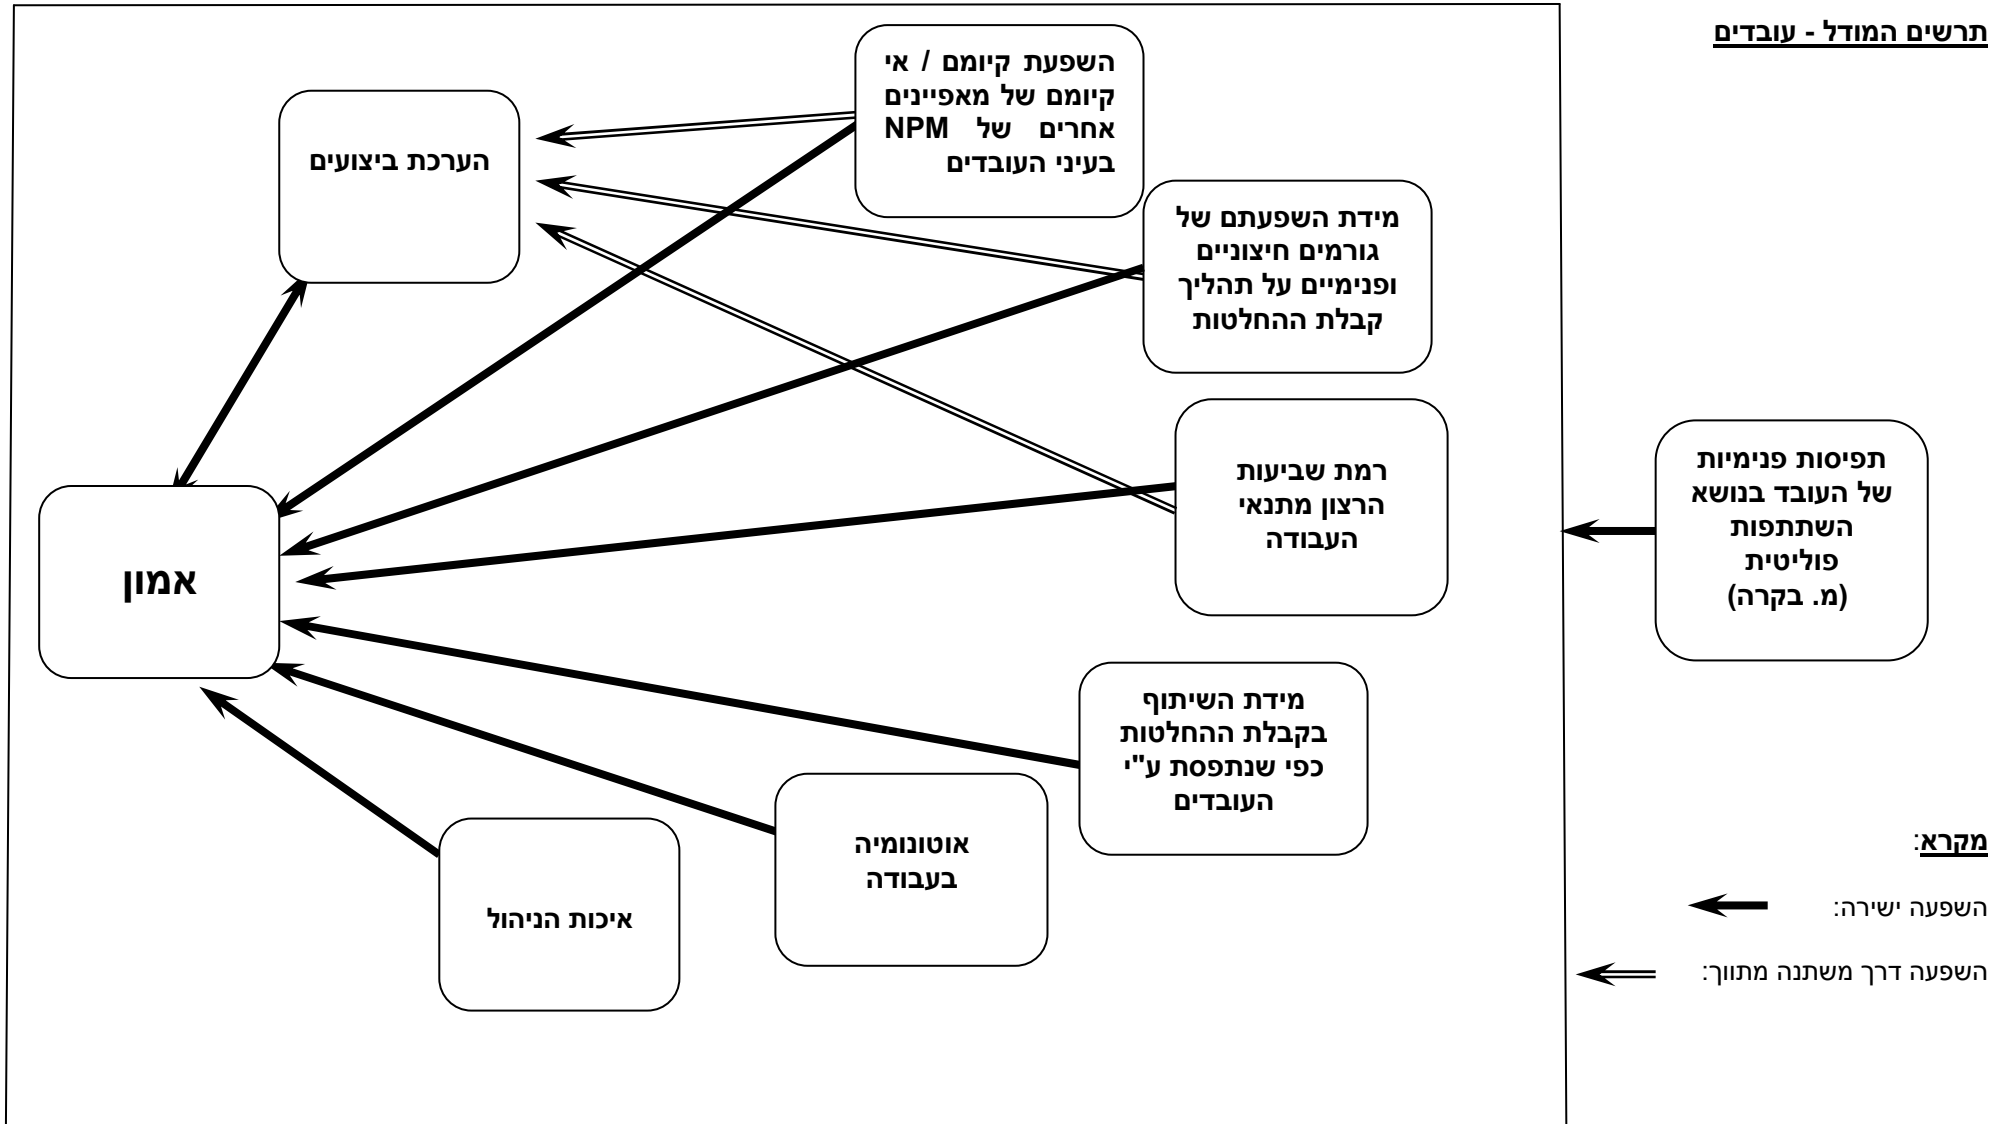 תרשים המודל - עובדים
השפעת קיומם / אי
קיומם של מאפיינים
אחרים של NPM
בעיני העובדים
הערכת ביצועים
מידת השפעתם של
גורמים חיצוניים
ופנימיים על תהליך
קבלת ההחלטות
תפיסות פנימיות
של העובד בנושא
השתתפות
פוליטית
(מ. בקרה)
רמת שביעות
הרצון מתנאי
העבודה
אמון
מידת השיתוף
בקבלת ההחלטות
כפי שנתפסת ע"י
העובדים
אוטונומיה
בעבודה
איכות הניהול
מקרא:
השפעה ישירה:
השפעה דרך משתנה מתווך: